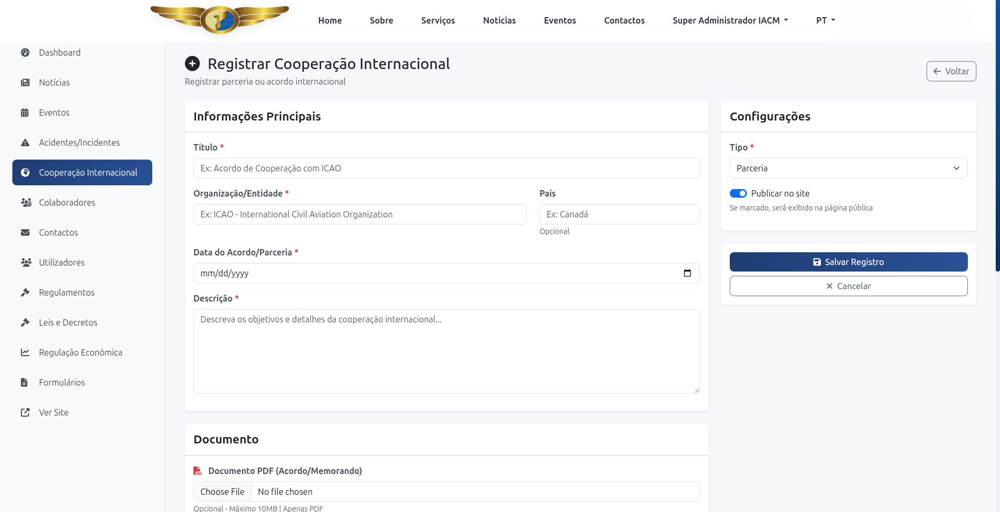 Home Sobre Serviços Notícias Eventos Contactos Super Administrador IACM PT
Dashboard
Notícias
Eventos
Acidentes/Incidentes
Cooperação Internacional
Colaboradores
Contactos
Utilizadores
Regulamentos
Leis e Decretos
Regulação Econômica
Formulários
Ver Site
Registrar Cooperação Internacional
Registrar parceria ou acordo internacional
Voltar
Informações Principais
Título *
Ex: Acordo de Cooperação com ICAO
Organização/Entidade *
Ex: ICAO - International Civil Aviation Organization
País
Ex: Canadá
Opcional
Data do Acordo/Parceria *
mm/dd/yyyy
Descrição *
Descreva os objetivos e detalhes da cooperação internacional...
Documento
PDF Documento PDF (Acordo/Memorando)
Choose File No file chosen
Opcional - Máximo 10MB | Apenas PDF
Configurações
Tipo *
Parceria
Publicar no site
Se marcado, será exibido na página pública
Salvar Registro
Cancelar